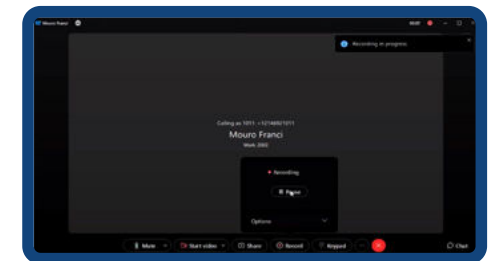 Mouro Franci
Recording in progress.
Calling as 1011: +12148921011
Mouro Franci
Work, 2002
Recording
Pause
Options
Mute
Start video
Share
Record
Keypad
Chat